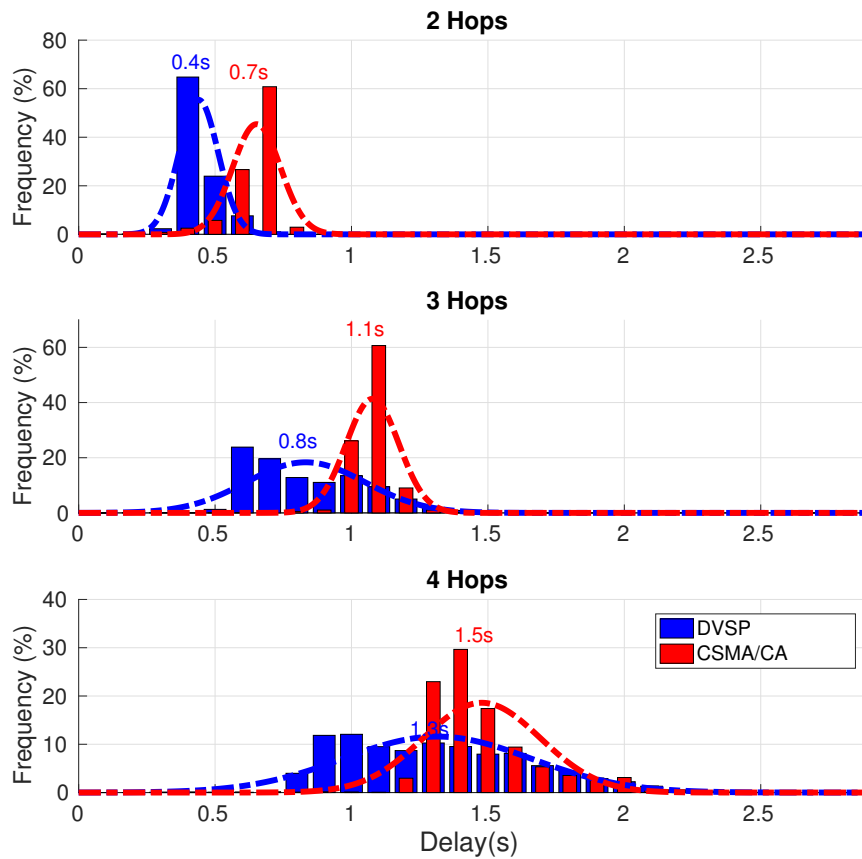 2 Hops
80
60
40
20
0
Frequency (%)
0.4s
0.7s
0 0.5 1 1.5 2 2.5
3 Hops
60
40
20
0
Frequency (%)
1.1s
0.8s
0 0.5 1 1.5 2 2.5
4 Hops
40
30
20
10
0
Frequency (%)
1.5s
1.3s
DVSP
CSMA/CA
0 0.5 1 1.5 2 2.5
Delay(s)